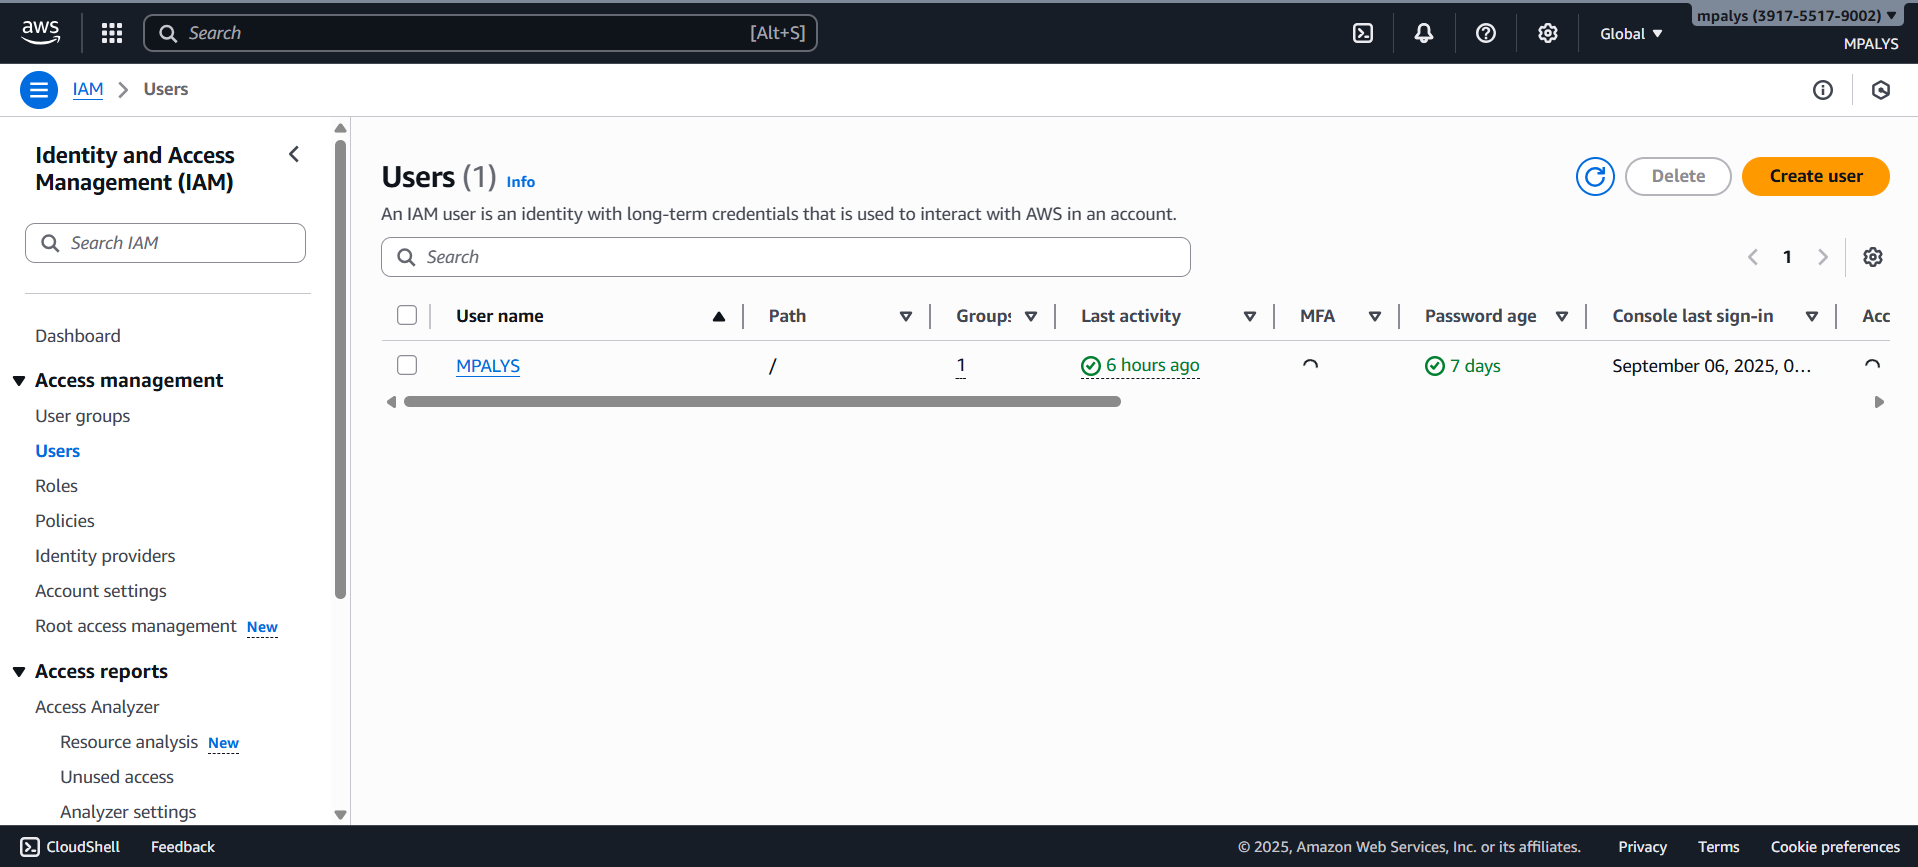 aws
Search
[Alt+S]
Global
mpalys (3917-5517-9002)
MPALYS
IAM
Users
Identity and Access
Management (IAM)
Search IAM
Dashboard
Access management
User groups
Users
Roles
Policies
Identity providers
Account settings
Root access management New
Access reports
Access Analyzer
Resource analysis New
Unused access
Analyzer settings
Users (1) Info
Delete
Create user
An IAM user is an identity with long-term credentials that is used to interact with AWS in an account.
Search
1
User name Path Groups Last activity MFA Password age Console last sign-in Acc
MPALYS / 1 6 hours ago 7 days September 06, 2025, 0...
CloudShell Feedback © 2025, Amazon Web Services, Inc. or its affiliates. Privacy Terms Cookie preferences